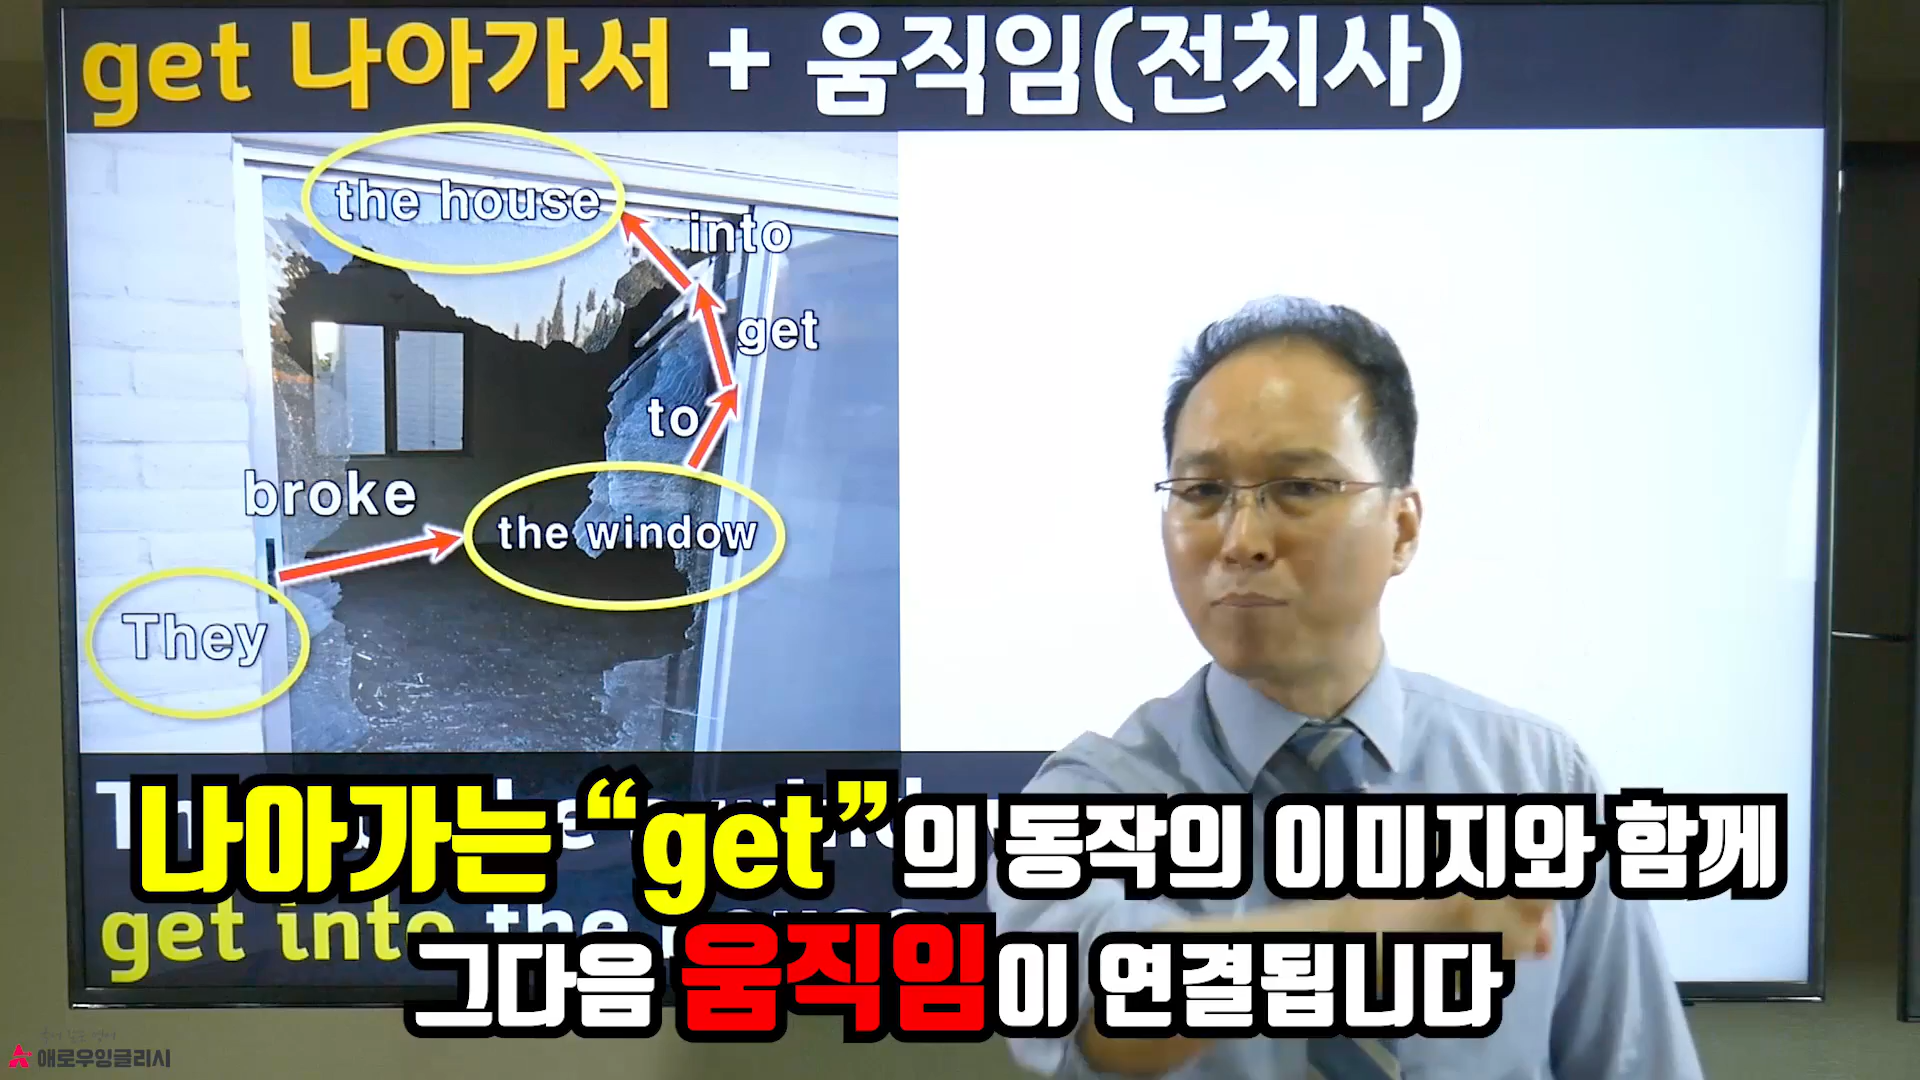 get 나아가서 + 움직임(전치사)
the house
into
get
to
broke
the window
They
나아가는 “get”의 동작의 이미지와 함께
get into the
그다음 움직임이 연결됩니다
애로우잉글리시